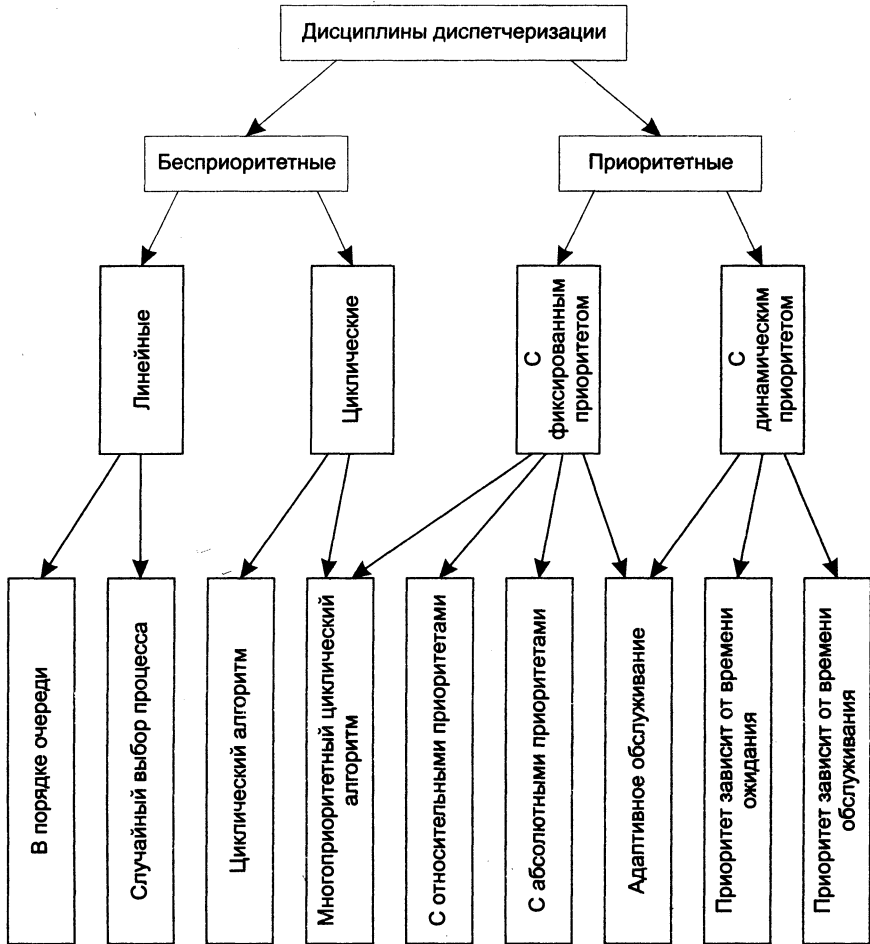 Дисциплины диспетчеризации
Бесприоритетные
Приоритетные
Линейные
Циклические
С
фиксированным
приоритетом
С
динамическим
приоритетом
В порядке очереди
Случайный выбор процесса
Циклический алгоритм
Многоприоритетный циклический
алгоритм
С относительными приоритетами
С абсолютными приоритетами
Адаптивное обслуживание
Приоритет зависит от времени
ожидания
Приоритет зависит от времени
обслуживания